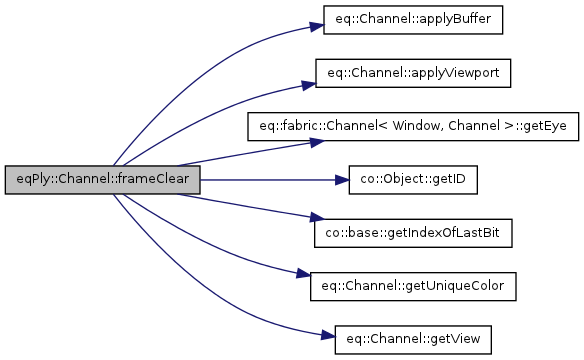 eq::Channel::applyBuffer
eq::Channel::applyViewport
eq::fabric::Channel< Window, Channel >::getEye
eqPly::Channel::frameClear
co::Object::getID
co::base::getIndexOfLastBit
eq::Channel::getUniqueColor
eq::Channel::getView